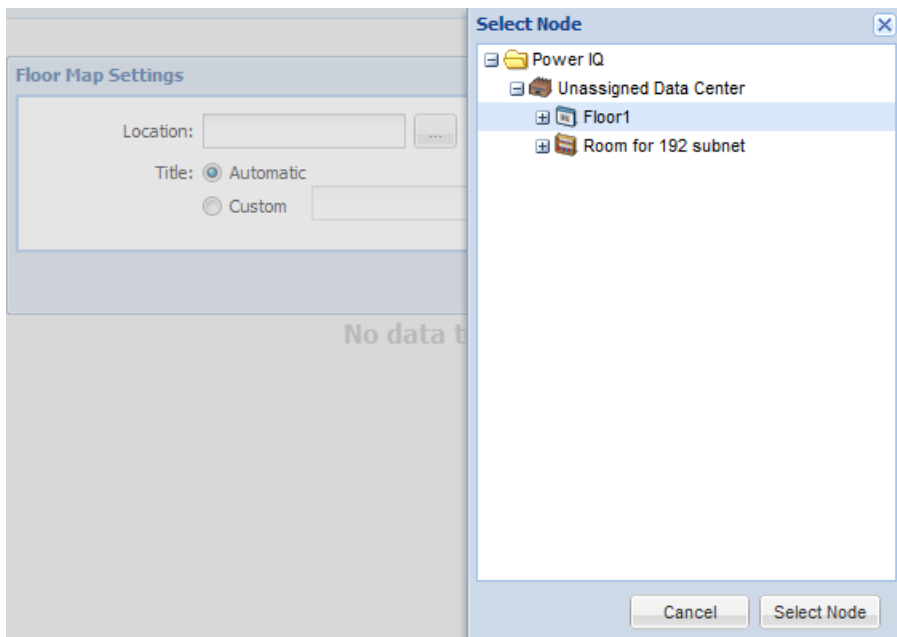 Select Node
Power IQ
Unassigned Data Center
Floor1
Room for 192 subnet
Cancel
Select Node
Floor Map Settings
Location:
...
Title:
Automatic
Custom
No data t